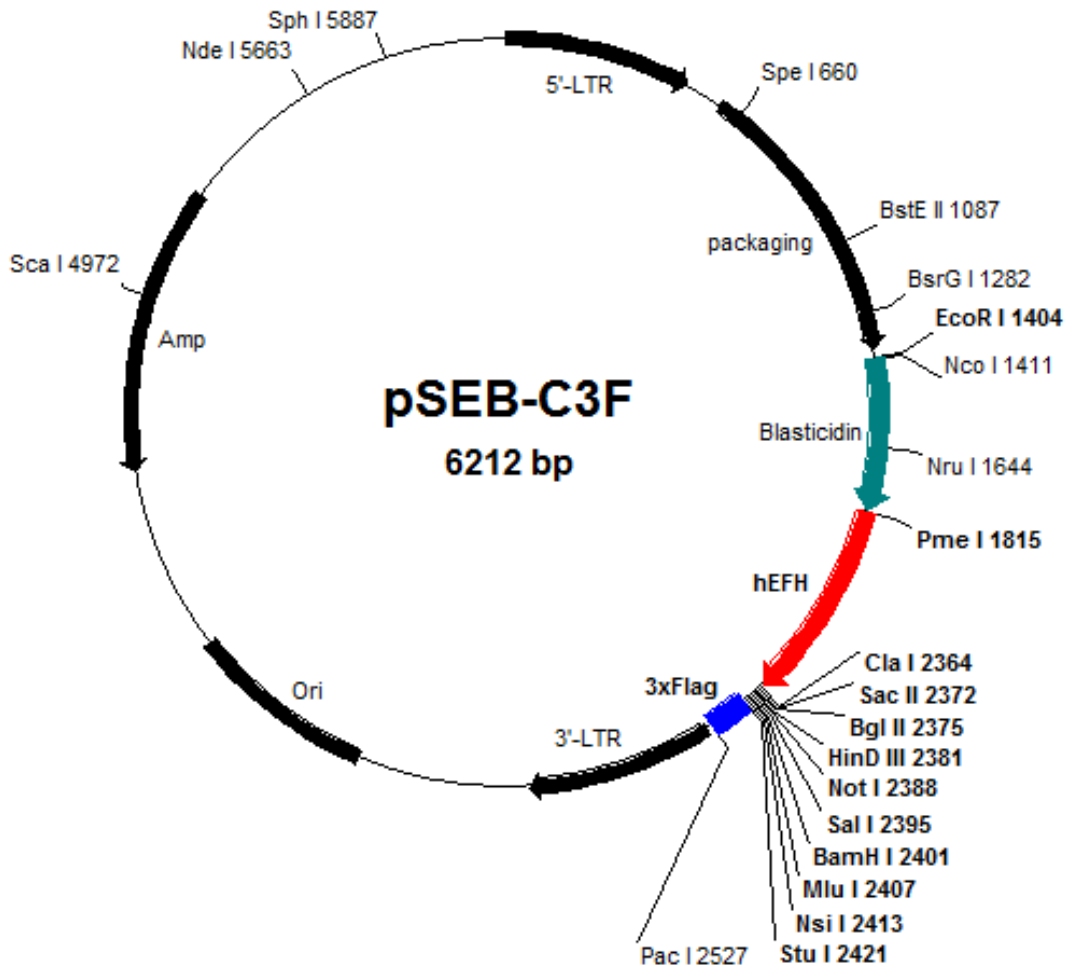 Sph I 5887
Nde I 5663
5'-LTR
Spe I 660
BstE II 1087
packaging
BsrG I 1282
Sca I 4972
EcoR I 1404
Amp
Nco I 1411
pSEB-C3F
6212 bp
Blasticidin
Nru I 1644
Pme I 1815
hEFH
Cla I 2364
3xFlag
Sac II 2372
Ori
Bgl II 2375
3'-LTR
HinD III 2381
Not I 2388
Sal I 2395
BamH I 2401
Mlu I 2407
Nsi I 2413
Pac I 2527
Stu I 2421